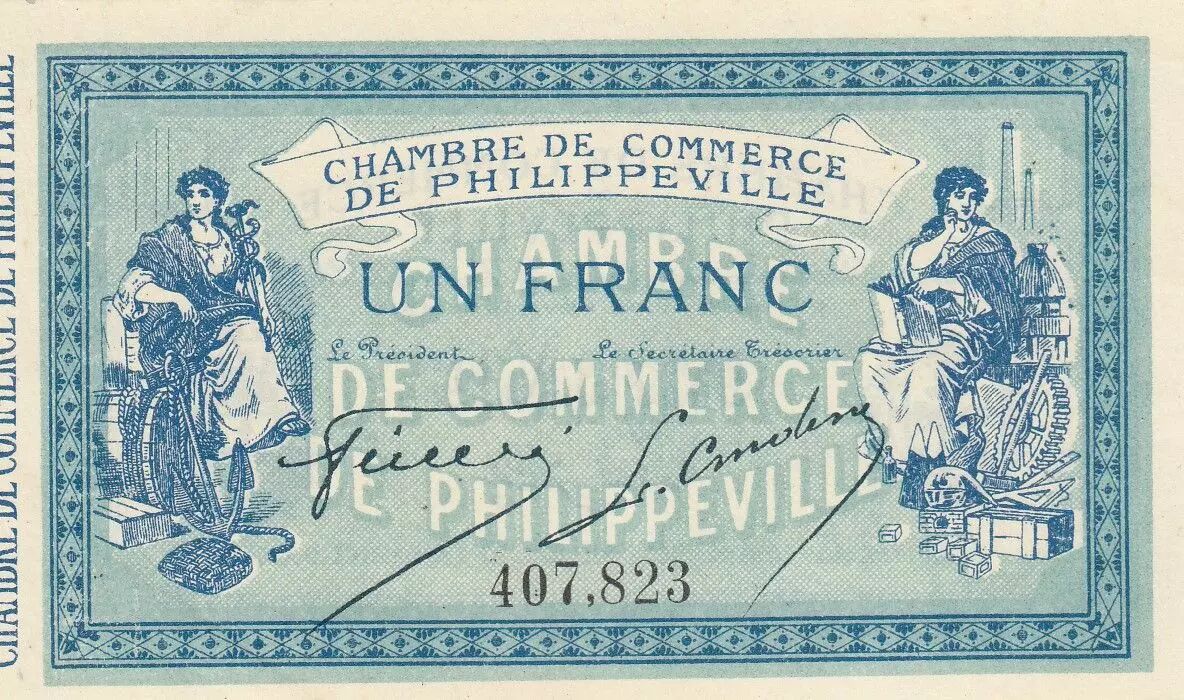 CHAMBRE DE COMMERCE
DE PHILIPPEVILLE
UN FRANC
Le Président
Le Secrétaire Trésorier
CHAMBRE
DE COMMERCE
DE PHILIPPEVILLE
407,823
CHAMBRE DE COMMERCE DE PHILIPPEVILLE